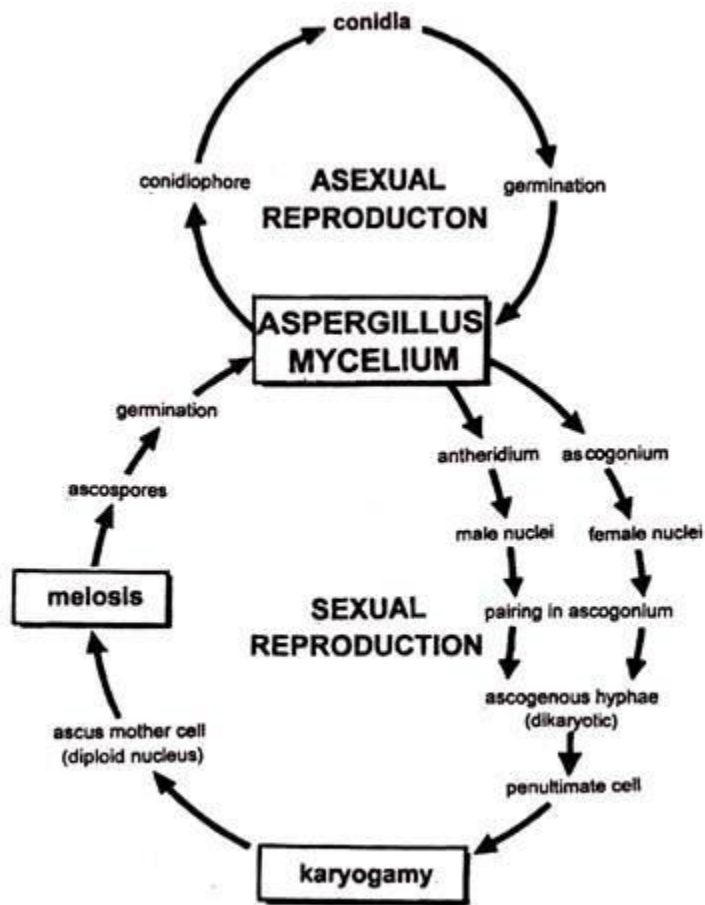 conidia
conidiophore
ASEXUAL
REPRODUCTON
germination
ASPERGILLUS
MYCELIUM
germination
antheridium
ascogonium
ascospores
male nuclei
female nuclei
meiosis
SEXUAL
REPRODUCTION
pairing in ascogonium
ascogenous hyphae
(dikaryotic)
ascus mother cell
(diploid nucleus)
penultimate cell
karyogamy